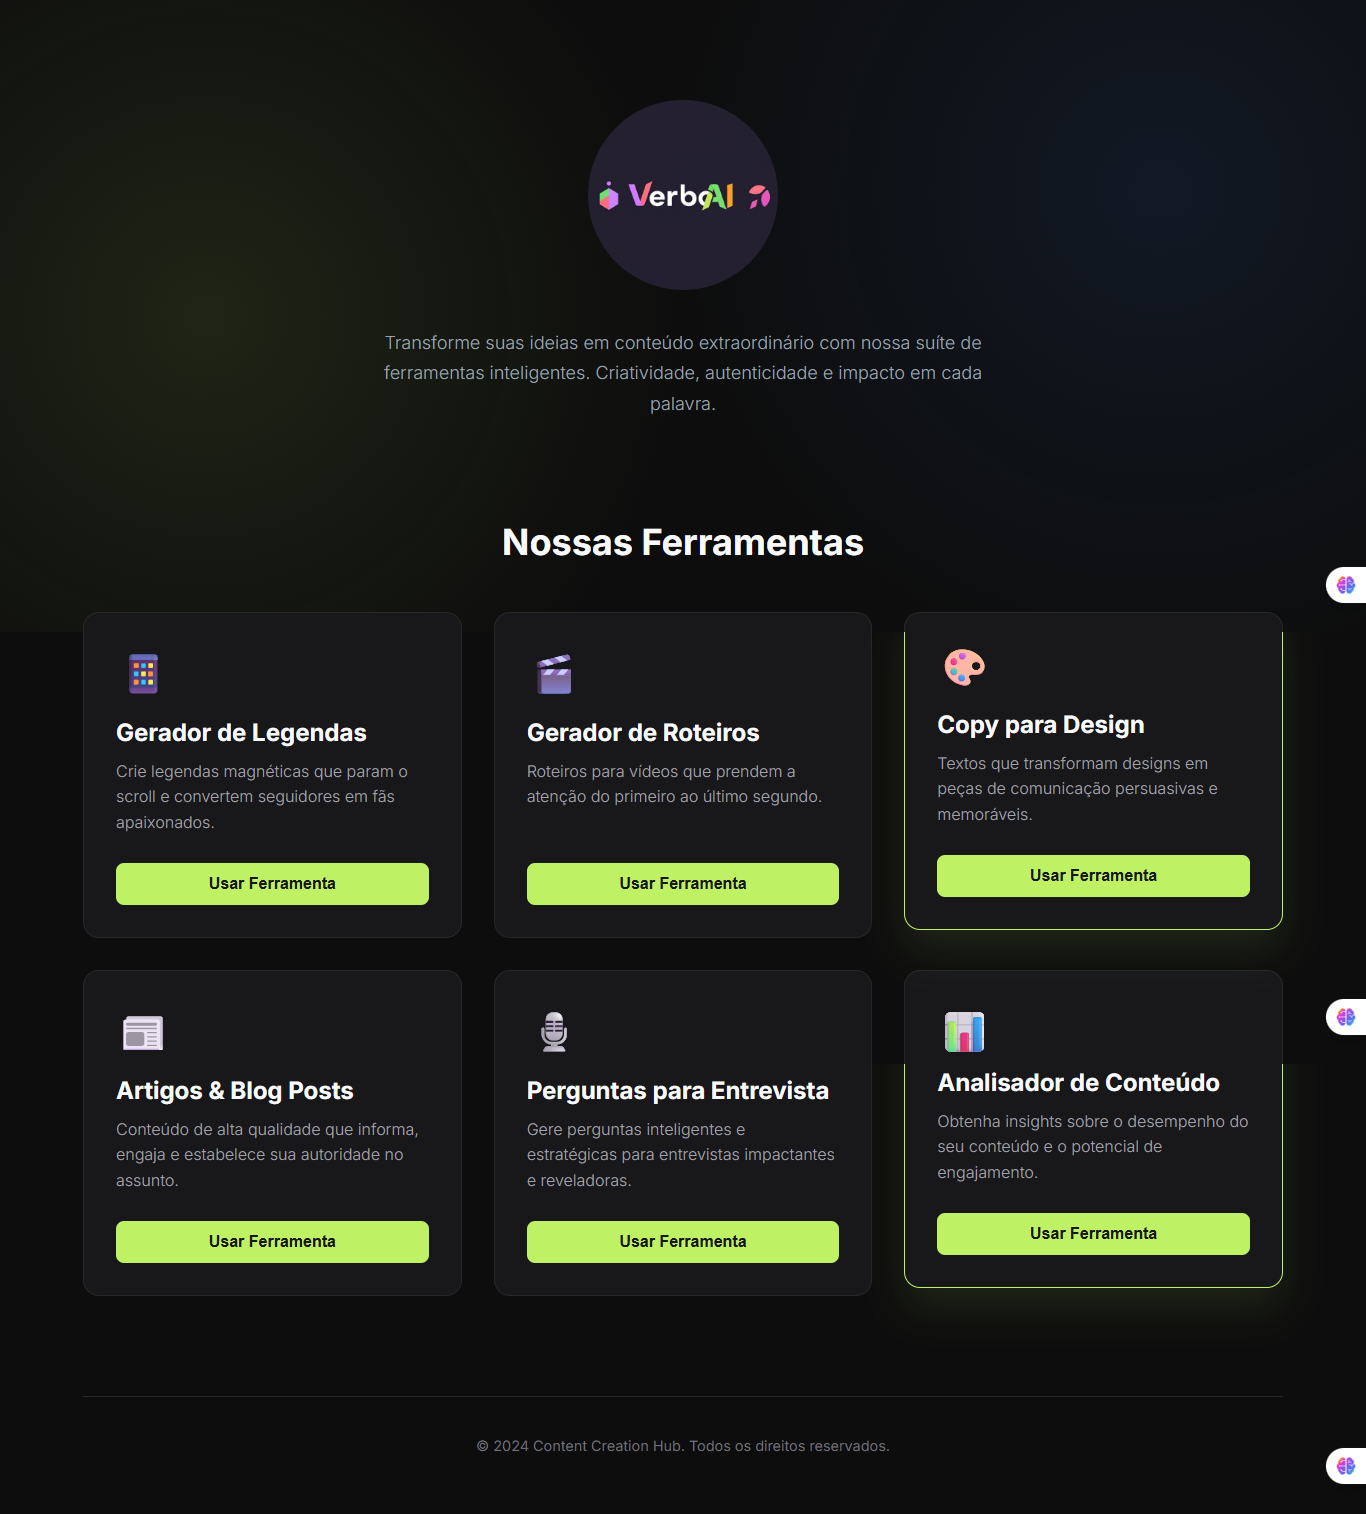 VerboAI
Transforme suas ideias em conteúdo extraordinário com nossa suíte de
ferramentas inteligentes. Criatividade, autenticidade e impacto em cada
palavra.
Nossas Ferramentas
Gerador de Legendas
Crie legendas magnéticas que param o
scroll e convertem seguidores em fãs
apaixonados.
Usar Ferramenta
Gerador de Roteiros
Roteiros para vídeos que prendem a
atenção do primeiro ao último segundo.
Usar Ferramenta
Copy para Design
Textos que transformam designs em
peças de comunicação persuasivas e
memoráveis.
Usar Ferramenta
Artigos & Blog Posts
Conteúdo de alta qualidade que informa,
engaja e estabelece sua autoridade no
assunto.
Usar Ferramenta
Perguntas para Entrevista
Gere perguntas inteligentes e
estratégicas para entrevistas impactantes
e reveladoras.
Usar Ferramenta
Analisador de Conteúdo
Obtenha insights sobre o desempenho do
seu conteúdo e o potencial de
engajamento.
Usar Ferramenta
© 2024 Content Creation Hub. Todos os direitos reservados.